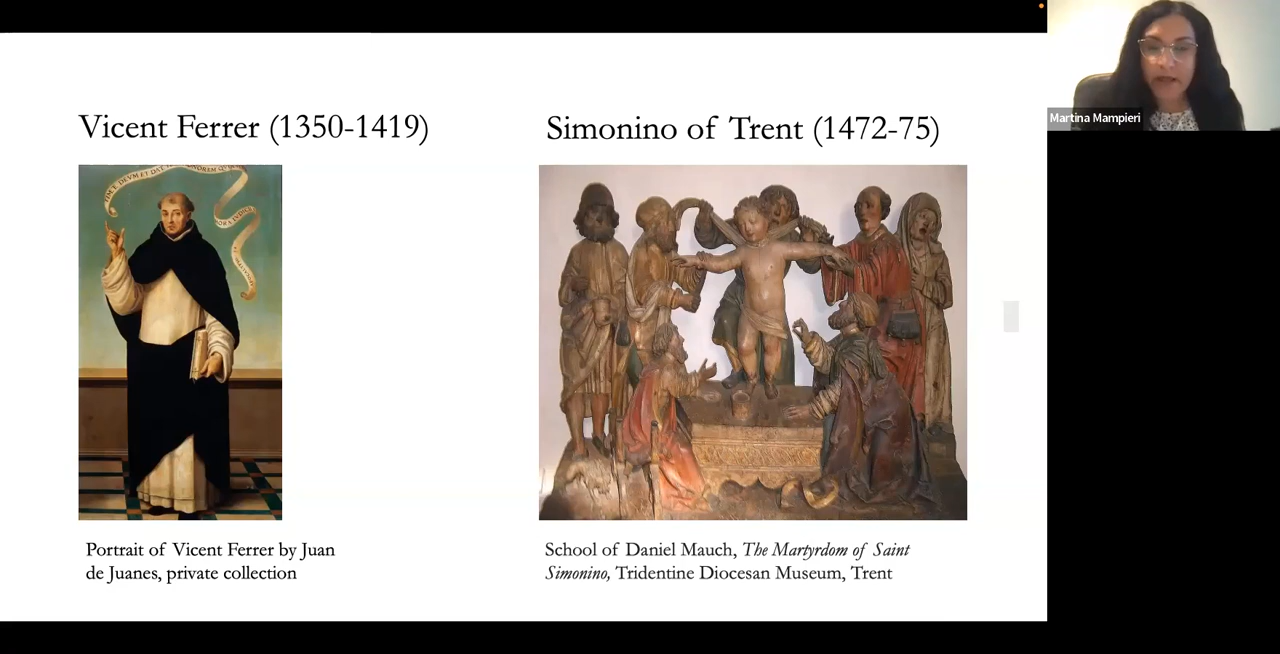 Vicent Ferrer (1350-1419)
Simonino of Trent (1472-75)
Portrait of Vicent Ferrer by Juan
de Juanes, private collection
School of Daniel Mauch, The Martyrdom of Saint
Simonino, Tridentine Diocesan Museum, Trent
Martina Mampieri